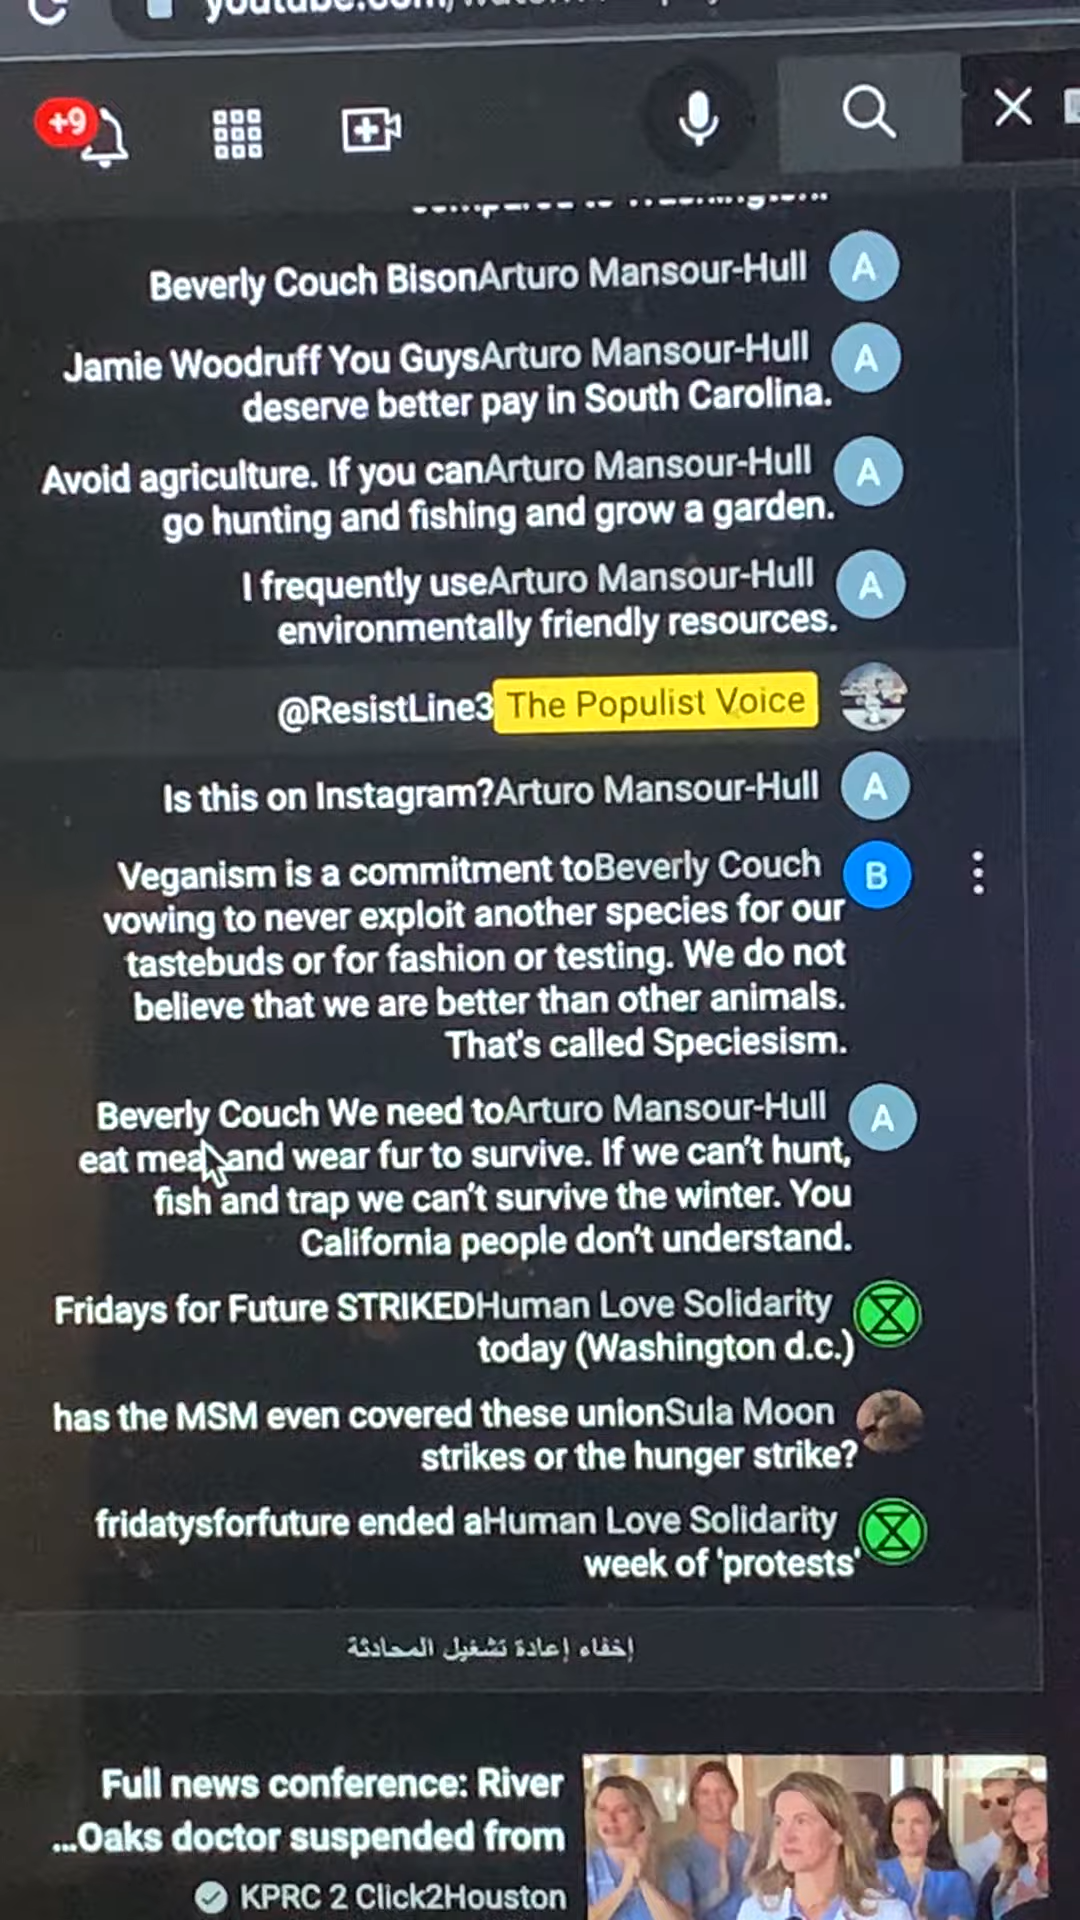 +9
Beverly Couch BisonArturo Mansour-Hull
A
Jamie Woodruff You GuysArturo Mansour-Hull
A
deserve better pay in South Carolina.
Avoid agriculture. If you canArturo Mansour-Hull
A
go hunting and fishing and grow a garden.
I frequently useArturo Mansour-Hull
A
environmentally friendly resources.
@ResistLine3 The Populist Voice
Is this on Instagram?Arturo Mansour-Hull
A
Veganism is a commitment toBeverly Couch
B
vowing to never exploit another species for our
tastebuds or for fashion or testing. We do not
believe that we are better than other animals.
That's called Speciesism.
Beverly Couch We need toArturo Mansour-Hull
A
eat meat and wear fur to survive. If we can't hunt,
fish and trap we can't survive the winter. You
California people don't understand.
Fridays for Future STRIKEDHuman Love Solidarity
today (Washington d.c.)
has the MSM even covered these unionSula Moon
strikes or the hunger strike?
fridatysforfuture ended aHuman Love Solidarity
week of 'protests'
إخفاء إعادة تشغيل المحادثة
Full news conference: River
...Oaks doctor suspended from
KPRC 2 Click2Houston